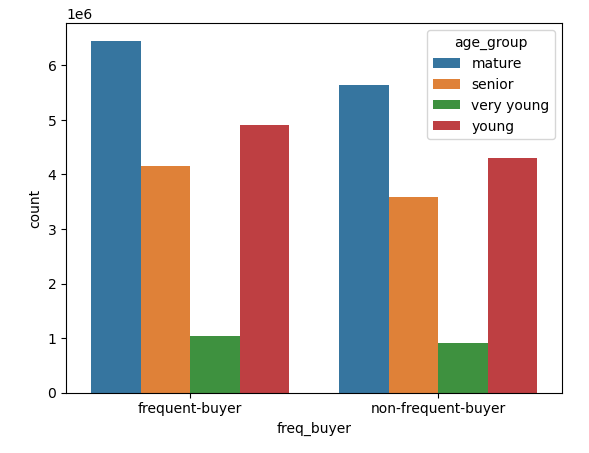 1e6
age_group
mature
senior
very young
young
6
5
4
3
2
1
0
count
frequent-buyer
non-frequent-buyer
freq_buyer